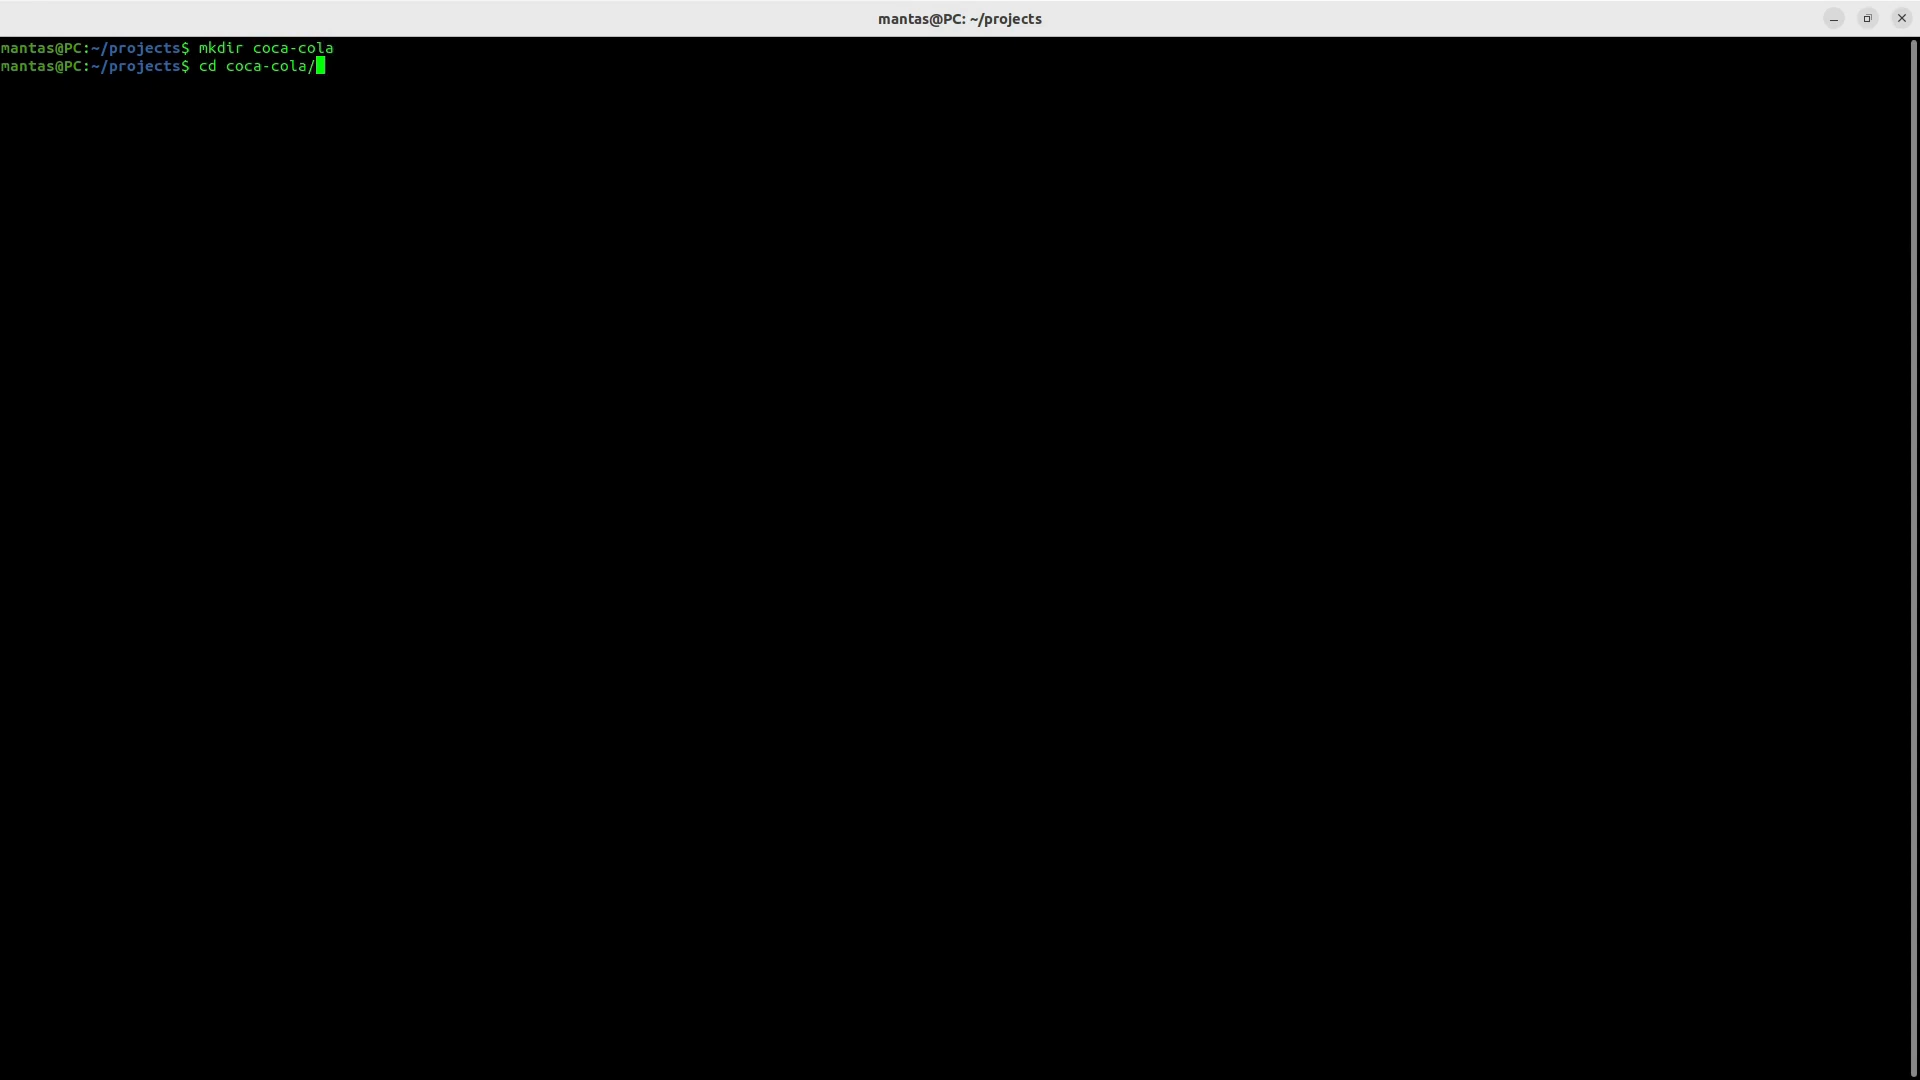 mantas@PC: ~/projects
mantas@PC:~/projects$ mkdir coca-cola
mantas@PC:~/projects$ cd coca-cola/